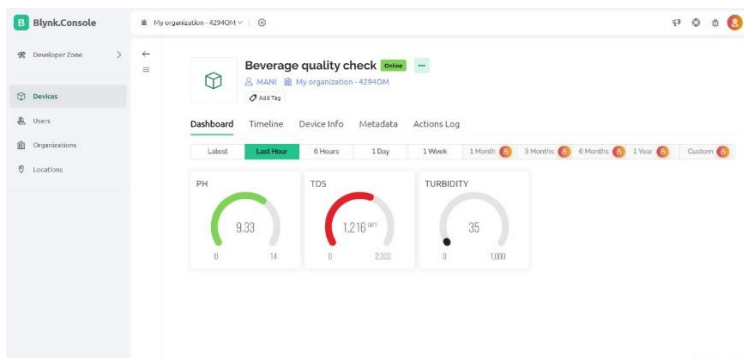 B Blynk.Console
My organization - 4294OM
Developer Zone
Devices
Users
Organizations
Locations
Beverage quality check Online
MANI My organization - 4294OM
Add Tag
Dashboard Timeline Device Info Metadata Actions Log
Latest Last Hour 6 Hours 1 Day 1 Week 1 Month 3 Months 6 Months 1 Year Custom
PH TDS TURBIDITY
9.33 1,216 ppm 35
0 14 0 2,000 0 1,000